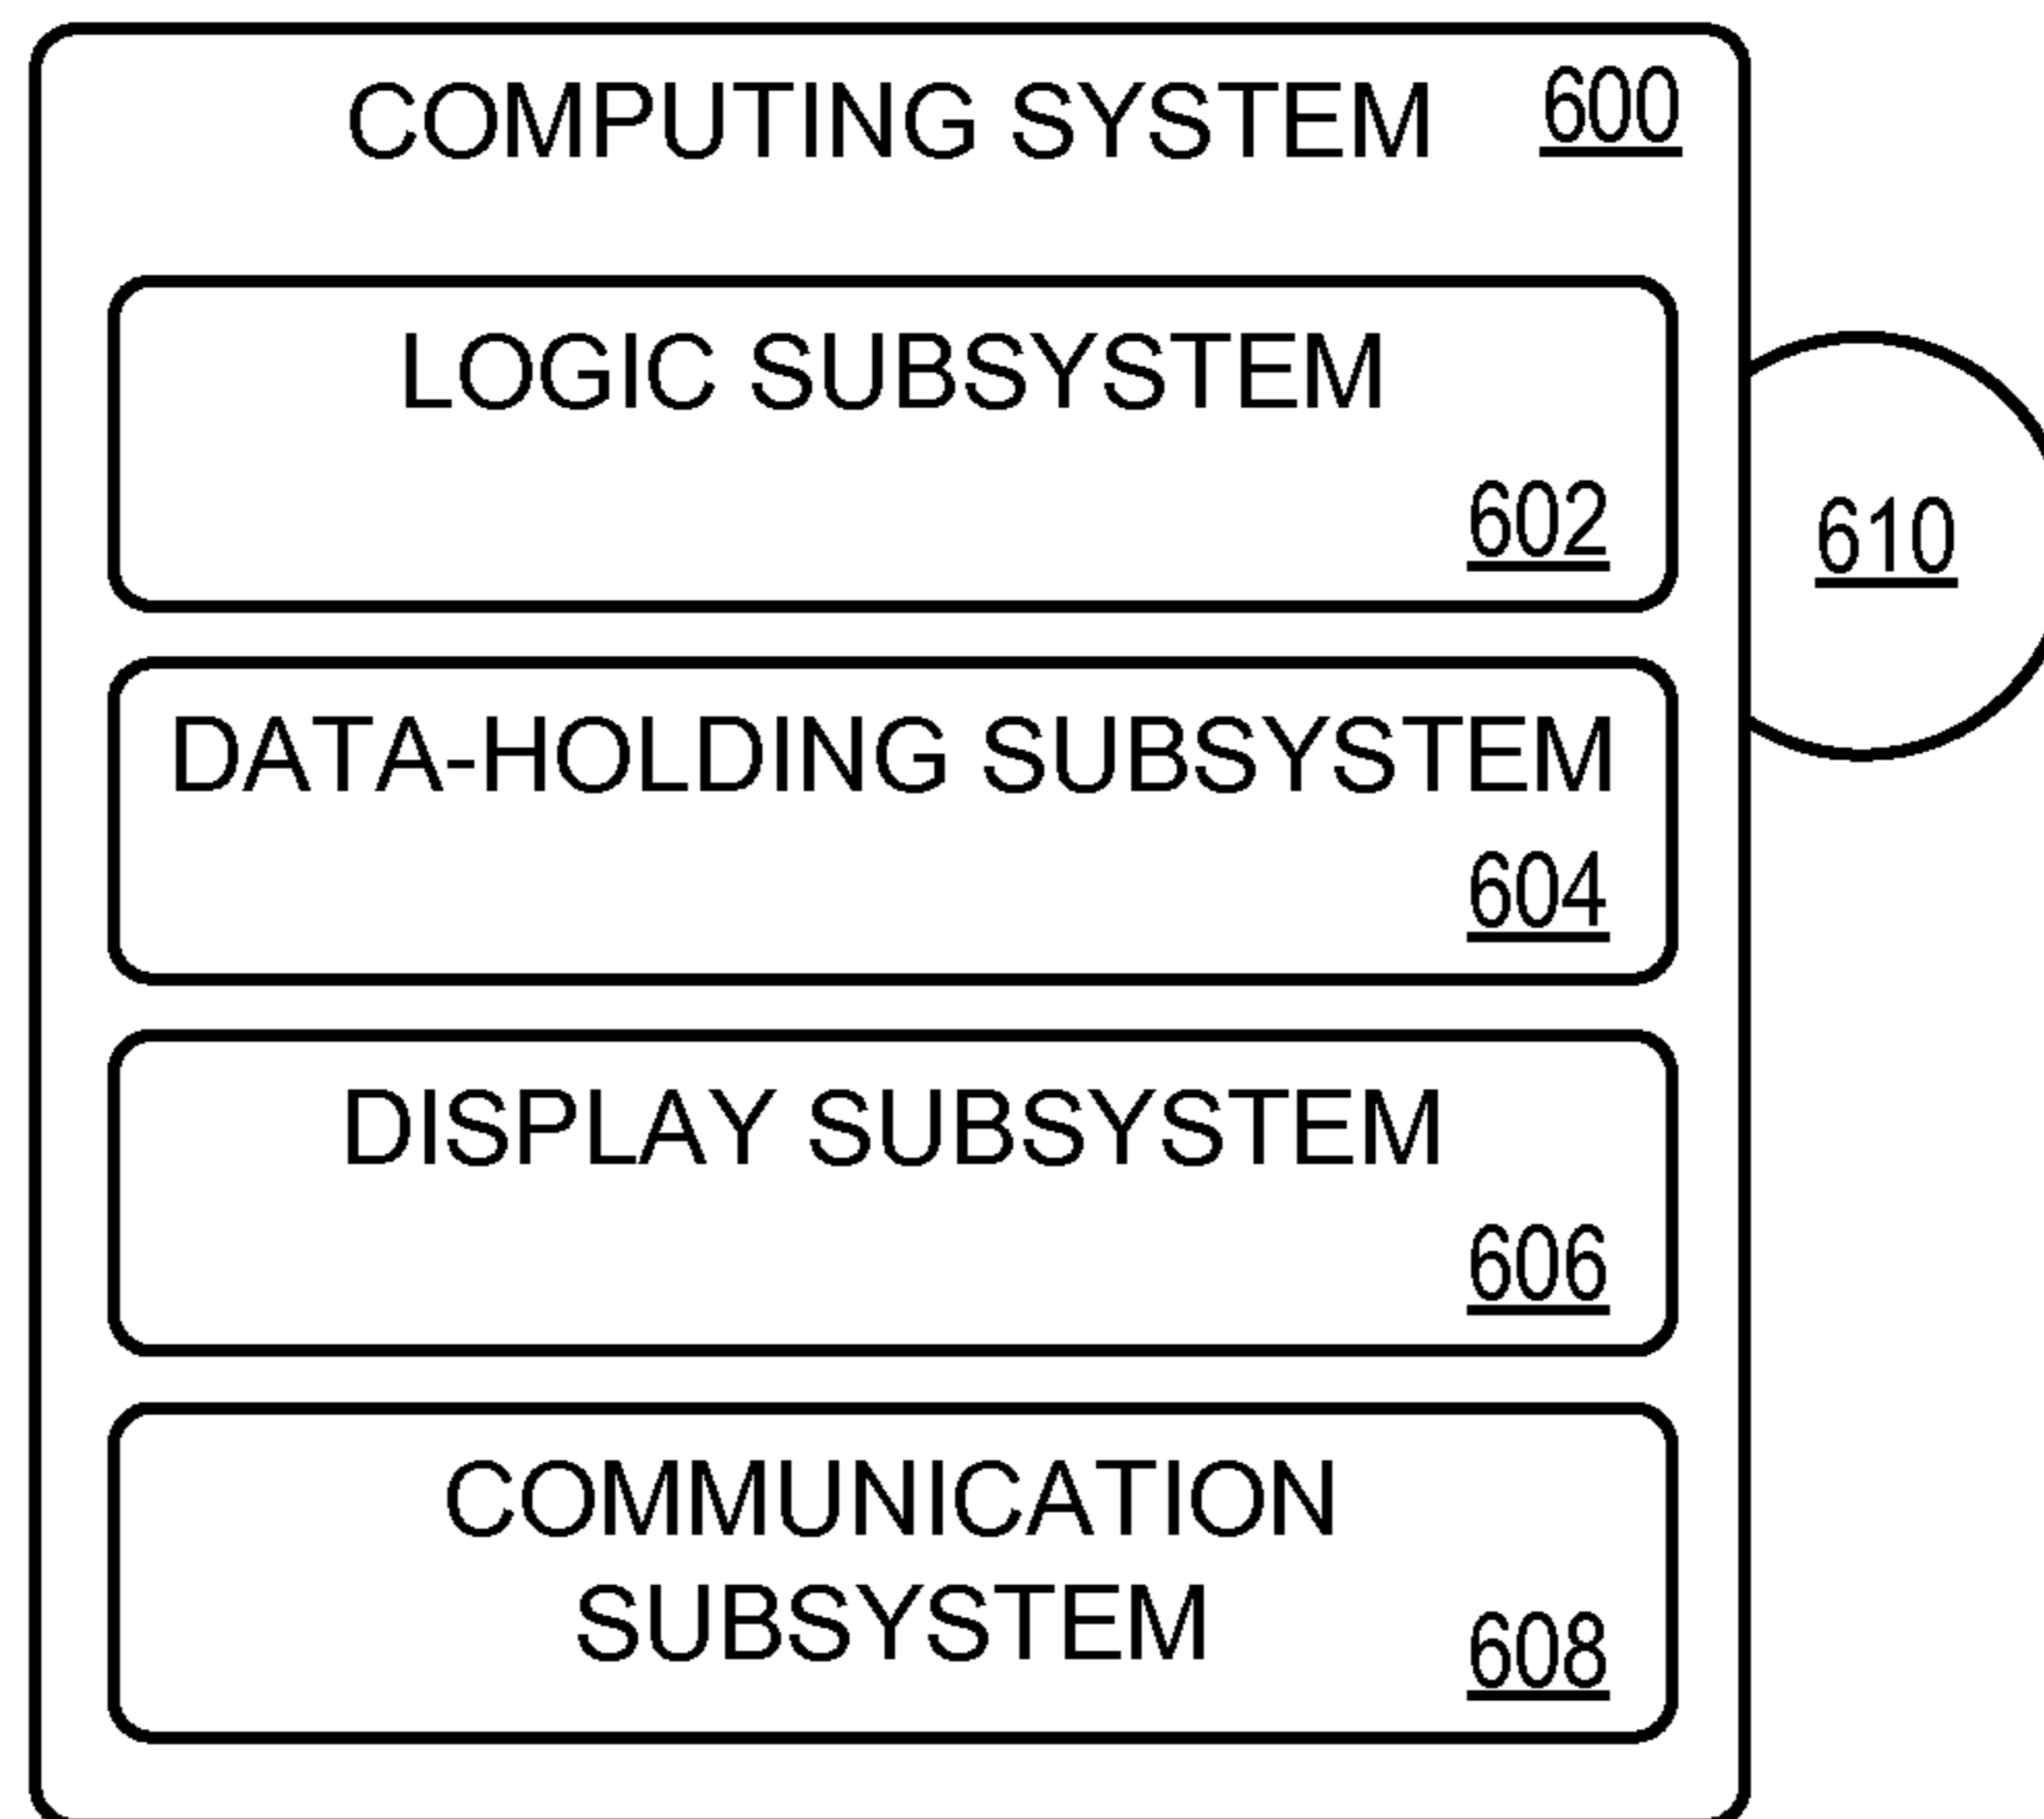 COMPUTING SYSTEM 600
LOGIC SUBSYSTEM
602
610
DATA-HOLDING SUBSYSTEM
604
DISPLAY SUBSYSTEM
606
COMMUNICATION
SUBSYSTEM
608